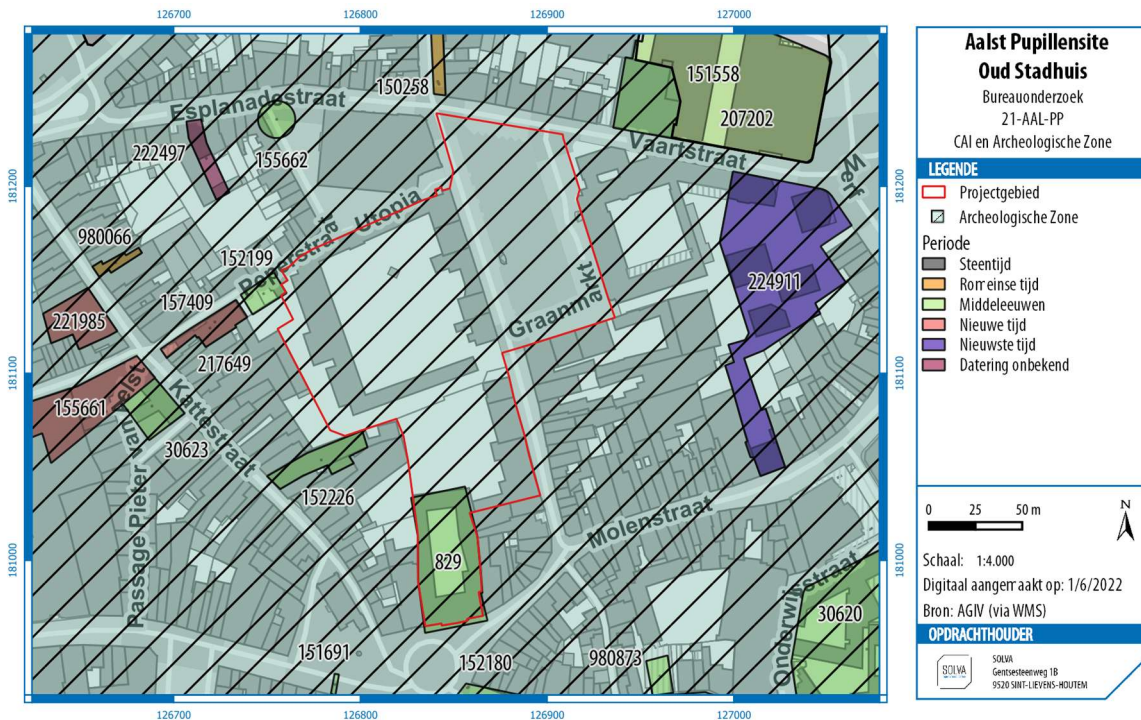 126700
126800
126900
127000
181200
181100
181000
150258
151558
207202
Esplanadestraat
Vaartstraat
Werf
222497
155662
Utopia
Peperstraat
980066
152199
157409
221985
217649
Graanmarkt
224911
155661
Kattestraat
30623
Passage Pieter van Aelst
152226
Molenstraat
829
Onderwijsstraat
30620
151691
152180
980873
126700
126800
126900
127000
181200
181100
181000
Aalst Pupillensite
Oud Stadhuis
Bureauonderzoek
21-AAL-PP
CAI en Archeologische Zone
LEGENDE
Projectgebied
Archeologische Zone
Periode
Steentijd
Romeinse tijd
Middeleeuwen
Nieuwe tijd
Nieuwste tijd
Datering onbekend
0 25 50 m
N
Schaal: 1:4.000
Digitaal aangemaakt op: 1/6/2022
Bron: AGIV (via WMS)
OPDRACHTHOUDER
SOLVA
SOLVA
Gentsesteenweg 1B
9520 SINT-LIEVENS-HOUTEM